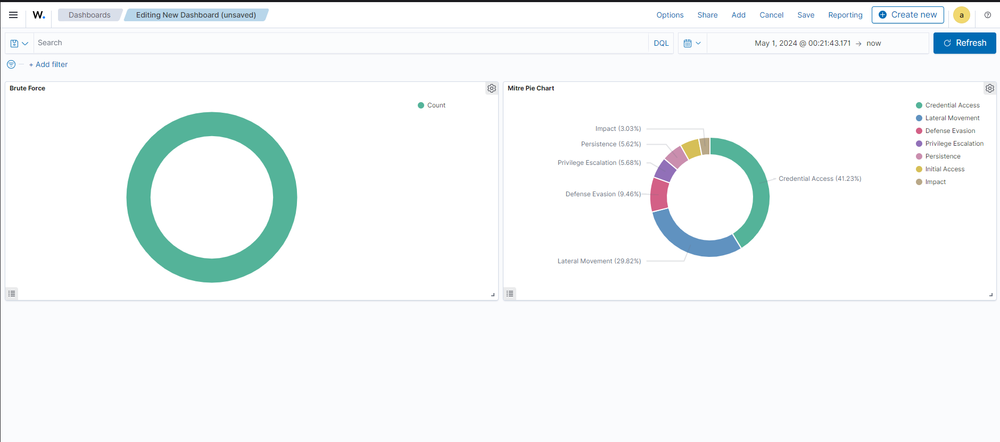 W. Dashboards Editing New Dashboard (unsaved) Options Share Add Cancel Save Reporting Create new a
Search DQL May 1, 2024 @ 00:21:43.171 → now Refresh
+ Add filter
Brute Force
Count
Mitre Pie Chart
Credential Access
Lateral Movement
Defense Evasion
Privilege Escalation
Persistence
Initial Access
Impact
Impact (3.03%)
Persistence (5.62%)
Privilege Escalation (5.68%)
Credential Access (41.23%)
Defense Evasion (9.46%)
Lateral Movement (29.82%)